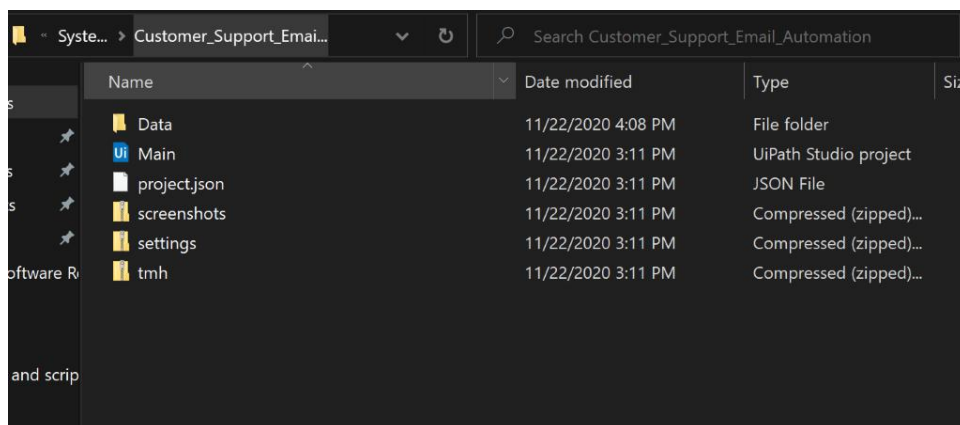 « Syste... > Customer_Support_Emai... Search Customer_Support_Email_Automation
Name Date modified Type Siz
s
Data 11/22/2020 4:08 PM File folder
Ui Main 11/22/2020 3:11 PM UiPath Studio project
project.json 11/22/2020 3:11 PM JSON File
s screenshots 11/22/2020 3:11 PM Compressed (zipped)...
settings 11/22/2020 3:11 PM Compressed (zipped)...
oftware R tmh 11/22/2020 3:11 PM Compressed (zipped)...
and scrip